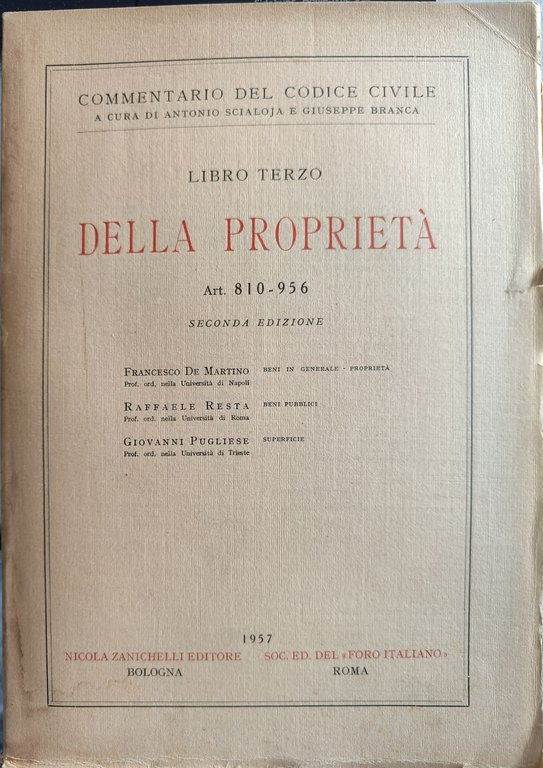 COMMENTARIO DEL CODICE CIVILE
A CURA DI ANTONIO SCIALOJA E GIUSEPPE BRANCA
LIBRO TERZO
DELLA PROPRIETÀ
Art. 810-956
SECONDA EDIZIONE
FRANCESCO DE MARTINO BENI IN GENERALE - PROPRIETÀ
Prof. ord. nella Università di Napoli
RAFFAELE RESTA BENI PUBBLICI
Prof. ord. nella Università di Roma
GIOVANNI PUGLIESE SUPERFICIE
Prof. ord. nella Università di Trieste
1957
NICOLA ZANICHELLI EDITORE SOC. ED. DEL «FORO ITALIANO»
BOLOGNA ROMA